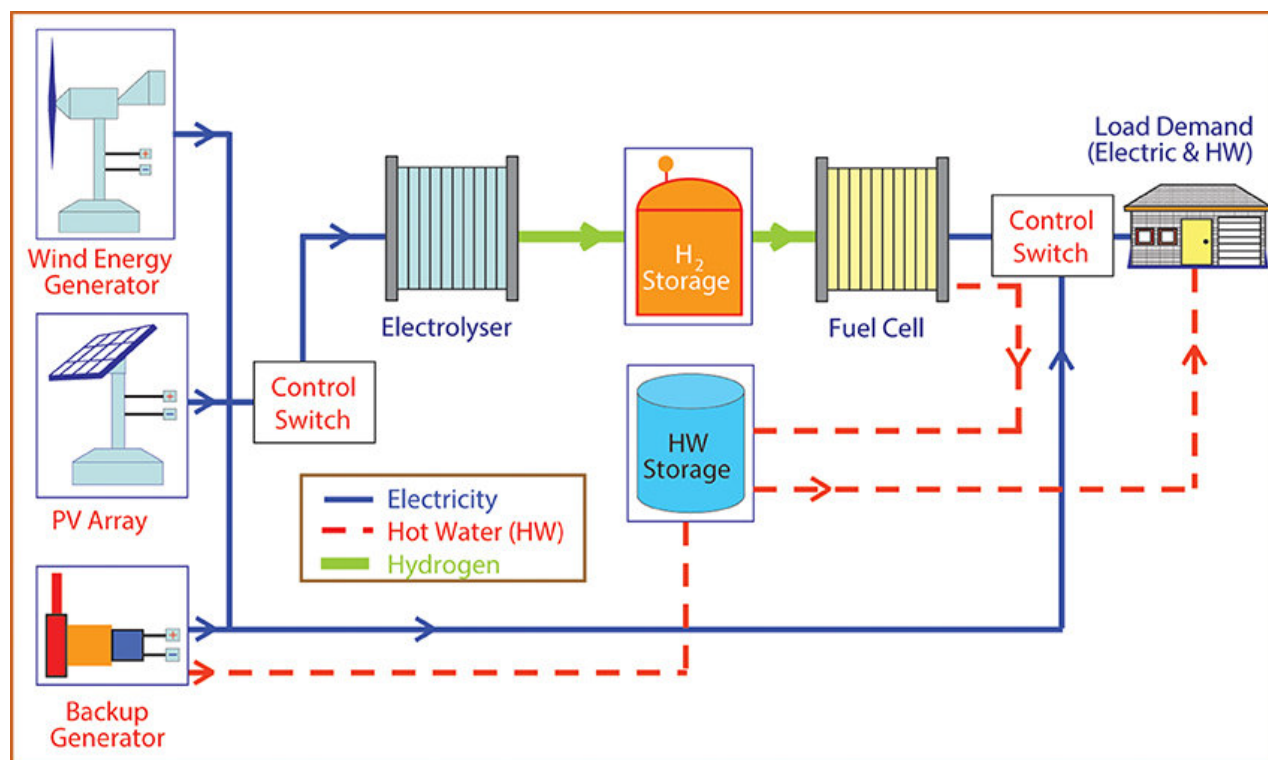 Wind Energy
Generator
PV Array
Backup
Generator
Control
Switch
Electrolyser
H₂
Storage
Fuel Cell
Control
Switch
Load Demand
(Electric & HW)
HW
Storage
Electricity
Hot Water (HW)
Hydrogen
+
−
+
−
+
−